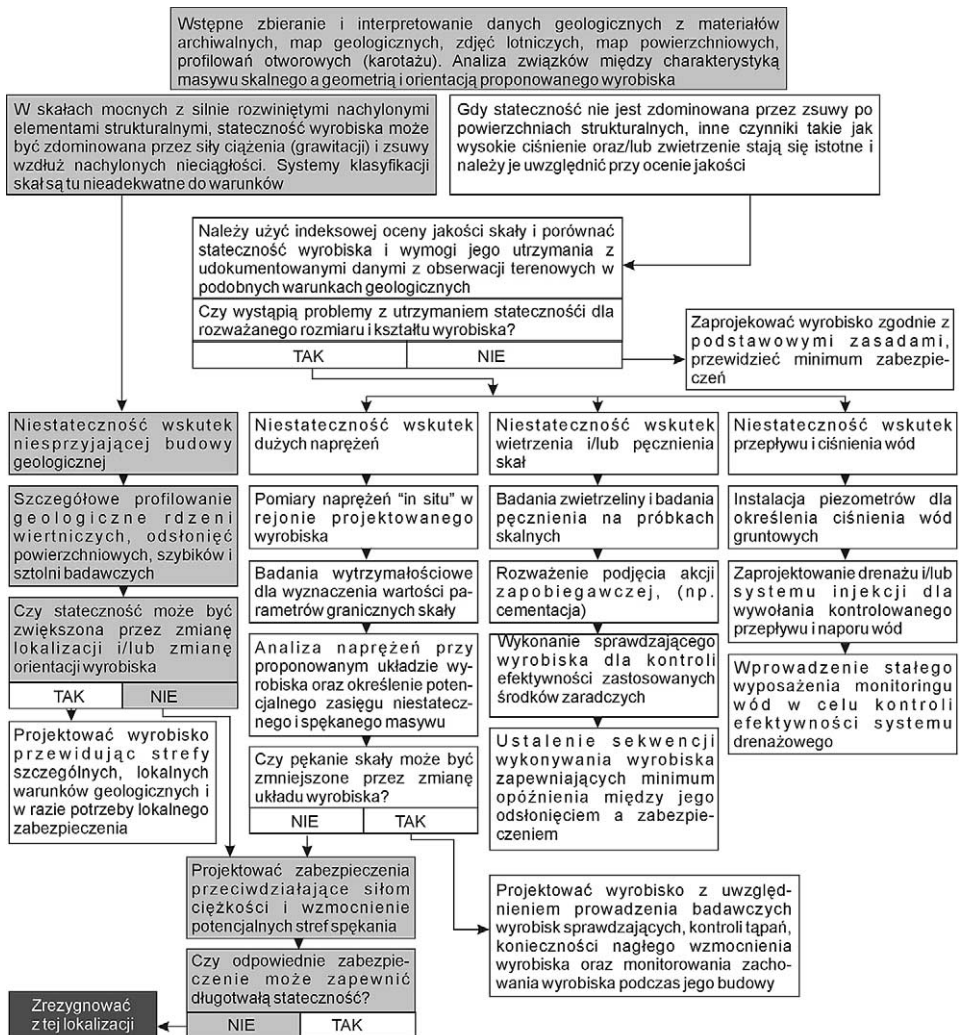 Wstępne zbieranie i interpretowanie danych geologicznych z materiałów
archiwalnych, map geologicznych, zdjęć lotniczych, map powierzchniowych,
profilowań otworowych (karotażu). Analiza związków między charakterystyką
masywu skalnego a geometrią i orientacją proponowanego wyrobiska
W skałach mocnych z silnie rozwiniętymi nachylonymi
elementami strukturalnymi, stateczność wyrobiska może
być zdominowana przez siły ciążenia (grawitacji) i zsuwy
wzdłuż nachylonych nieciągłości. Systemy klasyfikacji
skał są tu nieadekwatne do warunków
Gdy stateczność nie jest zdominowana przez zsuwy po
powierzchniach strukturalnych, inne czynniki takie jak
wysokie ciśnienie oraz/lub zwietrzenie stają się istotne i
należy je uwzględnić przy ocenie jakości
Należy użyć indeksowej oceny jakości skały i porównać
stateczność wyrobiska i wymogi jego utrzymania z
udokumentowanymi danymi z obserwacji terenowych w
podobnych warunkach geologicznych
Czy wystąpią problemy z utrzymaniem statecznośći dla
rozważanego rozmiaru i kształtu wyrobiska?
TAK NIE
Zaprojekować wyrobisko zgodnie z
podstawowymi zasadami,
przewidzieć minimum zabezpie-
czeń
Niestateczność wskutek
niesprzyjającej budowy
geologicznej
Szczegółowe profilowanie
geologiczne rdzeni
wiertniczych, odsłonięć
powierzchniowych, szybików i
sztolni badawczych
Czy stateczność może być
zwiększona przez zmianę
lokalizacji i/lub zmianę
orientacji wyrobiska
TAK NIE
Projektować wyrobisko
przewidując strefy
szczególnych, lokalnych
warunków geologicznych i
w razie potrzeby lokalnego
zabezpieczenia
Niestateczność wskutek
dużych naprężeń
Pomiary naprężeń "in situ" w
rejonie projektowanego
wyrobiska
Badania wytrzymałościowe
dla wyznaczenia wartości pa-
rametrów granicznych skały
Analiza naprężeń przy
proponowanym układzie wy-
robiska oraz określenie poten-
cjalnego zasięgu niestatecz-
nego i spękanego masywu
Czy pękanie skały może być
zmniejszone przez zmianę
układu wyrobiska?
NIE TAK
Niestateczność wskutek
wietrzenia i/lub pęcznienia
skał
Badania zwietrzeliny i badania
pęcznienia na próbkach
skalnych
Rozważenie podjęcia akcji
zapobiegawczej, (np.
cementacja)
Wykonanie sprawdzającego
wyrobiska dla kontroli
efektywności zastosowanych
środków zaradczych
Ustalenie sekwencji
wykonywania wyrobiska
zapewniających minimum
opóźnienia między jego
odsłonięciem a zabezpie-
czeniem
Niestateczność wskutek
przepływu i ciśnienia wód
Instalacja piezometrów dla
określenia ciśnienia wód
gruntowych
Zaprojektowanie drenażu i/lub
systemu injekcji dla
wywołania kontrolowanego
przepływu i naporu wód
Wprowadzenie stałego
wyposażenia monitoringu
wód w celu kontroli
efektywności systemu
drenażowego
Projektować zabezpieczenia
przeciwdziałające siłom
ciężkości i wzmocnienie
potencjalnych stref spękania
Czy odpowiednie zabezpie-
czenie może zapewnić
długotwałą stateczność?
NIE TAK
Zrezygnować
z tej lokalizacji
Projektować wyrobisko z uwzględ-
nieniem prowadzenia badawczych
wyrobisk sprawdzających, kontroli tąpań,
konieczności nagłego wzmocnienia
wyrobiska oraz monitorowania zacho-
wania wyrobiska podczas jego budowy